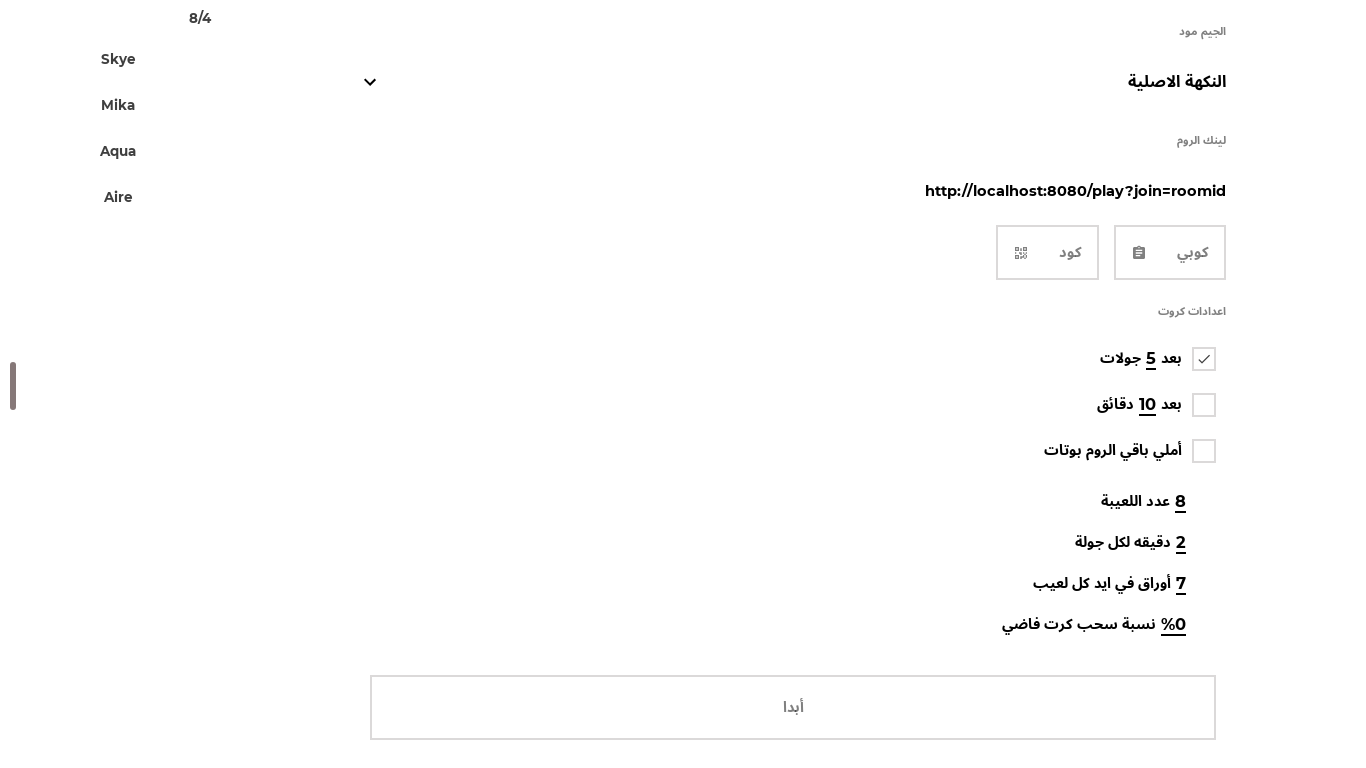 الجيم مود
النكهة الاصلية
لينك الروم
http://localhost:8080/play?join=roomid
كوبي
كود
اعدادات كروت
بعد 5 جولات
بعد 10 دقائق
أملي باقي الروم بوتات
8 عدد اللعيبة
2 دقيقه لكل جولة
7 أوراق في ايد كل لعيب
%0 نسبة سحب كرت فاضي
أبدا
8/4
Skye
Mika
Aqua
Aire